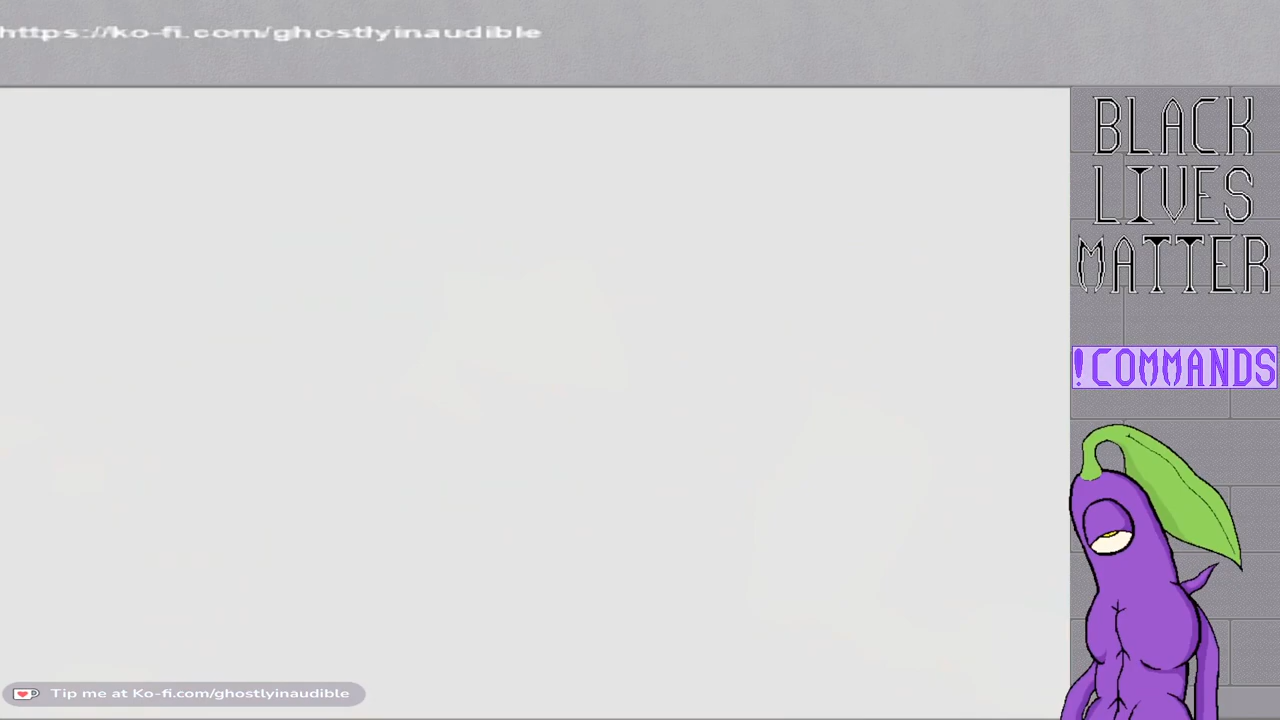 https://ko-fi.com/ghostlyinaudible
BLACK
LIVES
MATTER
!COMMANDS
Tip me at Ko-fi.com/ghostlyinaudible